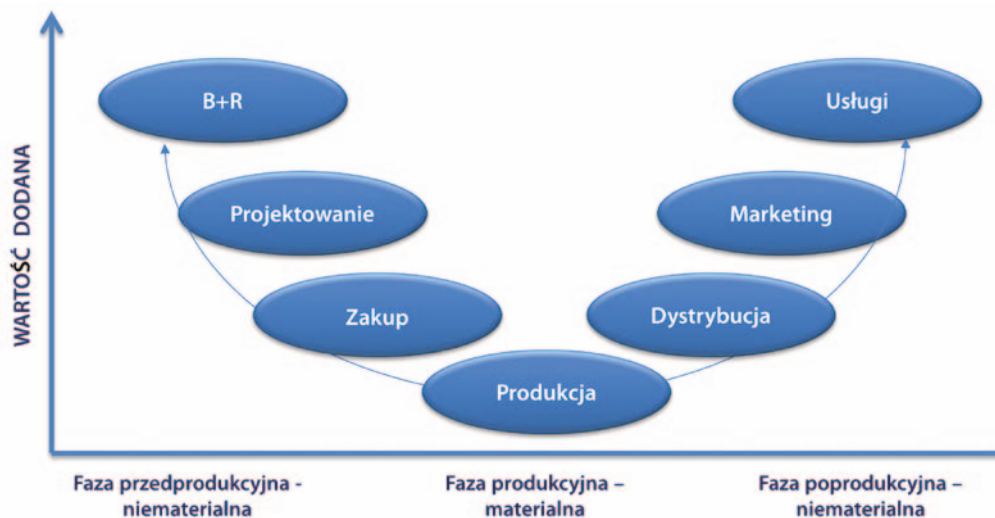 WARTOŚĆ DODANA
B+R
Usługi
Projektowanie
Marketing
Zakup
Dystrybucja
Produkcja
Faza przedprodukcyjna -
niematerialna
Faza produkcyjna –
materialna
Faza poprodukcyjna –
niematerialna